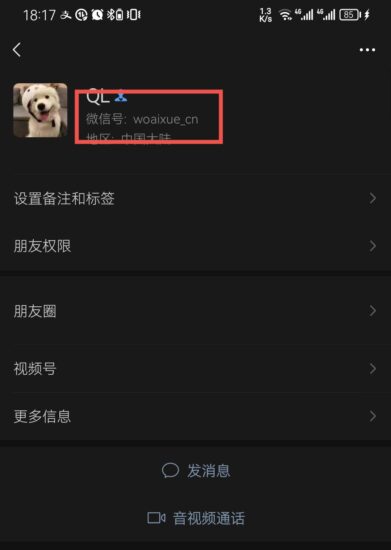 18:17
1.3 K/s
4G
4G
85
QL
微信号: woaixue_cn
地区: 中国大陆
设置备注和标签
朋友权限
朋友圈
视频号
更多信息
发消息
音视频通话